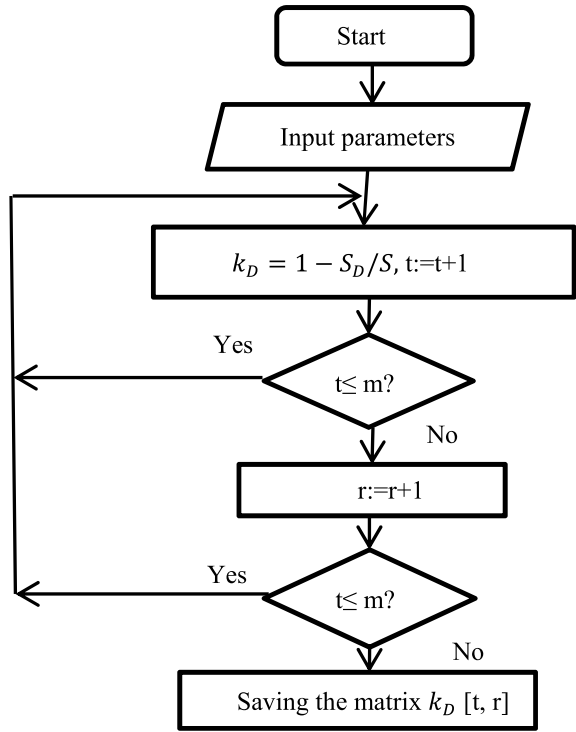 Start
Input parameters
k_D = 1 − S_D/S, t:=t+1
Yes
t≤ m?
No
r:=r+1
Yes
t≤ m?
No
Saving the matrix k_D [t, r]